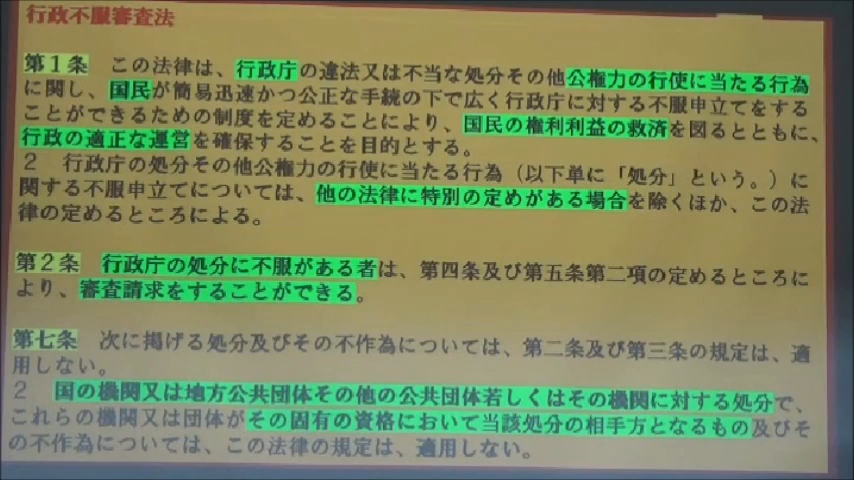 行政不服審査法
第1条　この法律は、行政庁の違法又は不当な処分その他公権力の行使に当たる行為
に関し、国民が簡易迅速かつ公正な手続の下で広く行政庁に対する不服申立てをする
ことができるための制度を定めることにより、国民の権利利益の救済を図るとともに、
行政の適正な運営を確保することを目的とする。
2　行政庁の処分その他公権力の行使に当たる行為（以下単に「処分」という。）に
関する不服申立てについては、他の法律に特別の定めがある場合を除くほか、この法
律の定めるところによる。
第2条　行政庁の処分に不服がある者は、第四条及び第五条第二項の定めるところに
より、審査請求をすることができる。
第七条　次に掲げる処分及びその不作為については、第二条及び第三条の規定は、適
用しない。
2　国の機関又は地方公共団体その他の公共団体若しくはその機関に対する処分で、
これらの機関又は団体がその固有の資格において当該処分の相手方となるもの及びそ
の不作為については、この法律の規定は、適用しない。